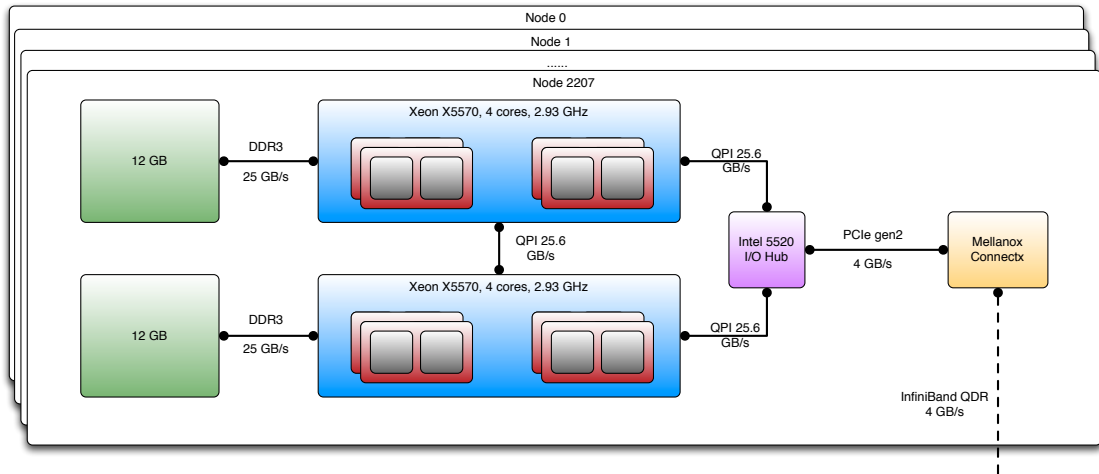 Node 0
Node 1
......
Node 2207
12 GB
DDR3
25 GB/s
Xeon X5570, 4 cores, 2.93 GHz
QPI 25.6
GB/s
QPI 25.6
GB/s
Intel 5520
I/O Hub
PCIe gen2
4 GB/s
Mellanox
Connectx
12 GB
DDR3
25 GB/s
Xeon X5570, 4 cores, 2.93 GHz
QPI 25.6
GB/s
InfiniBand QDR
4 GB/s